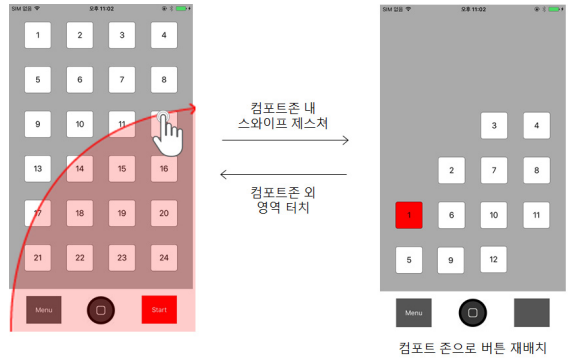 SIM 없음 오후 11:02
1 2 3 4
5 6 7 8
9 10 11
13 14 15 16
17 18 19 20
21 22 23 24
Menu Start
컴포트존 내
스와이프 제스쳐
컴포트존 외
영역 터치
SIM 없음 오후 11:02
3 4
2 7 8
1 6 10 11
5 9 12
Menu
컴포트 존으로 버튼 재배치